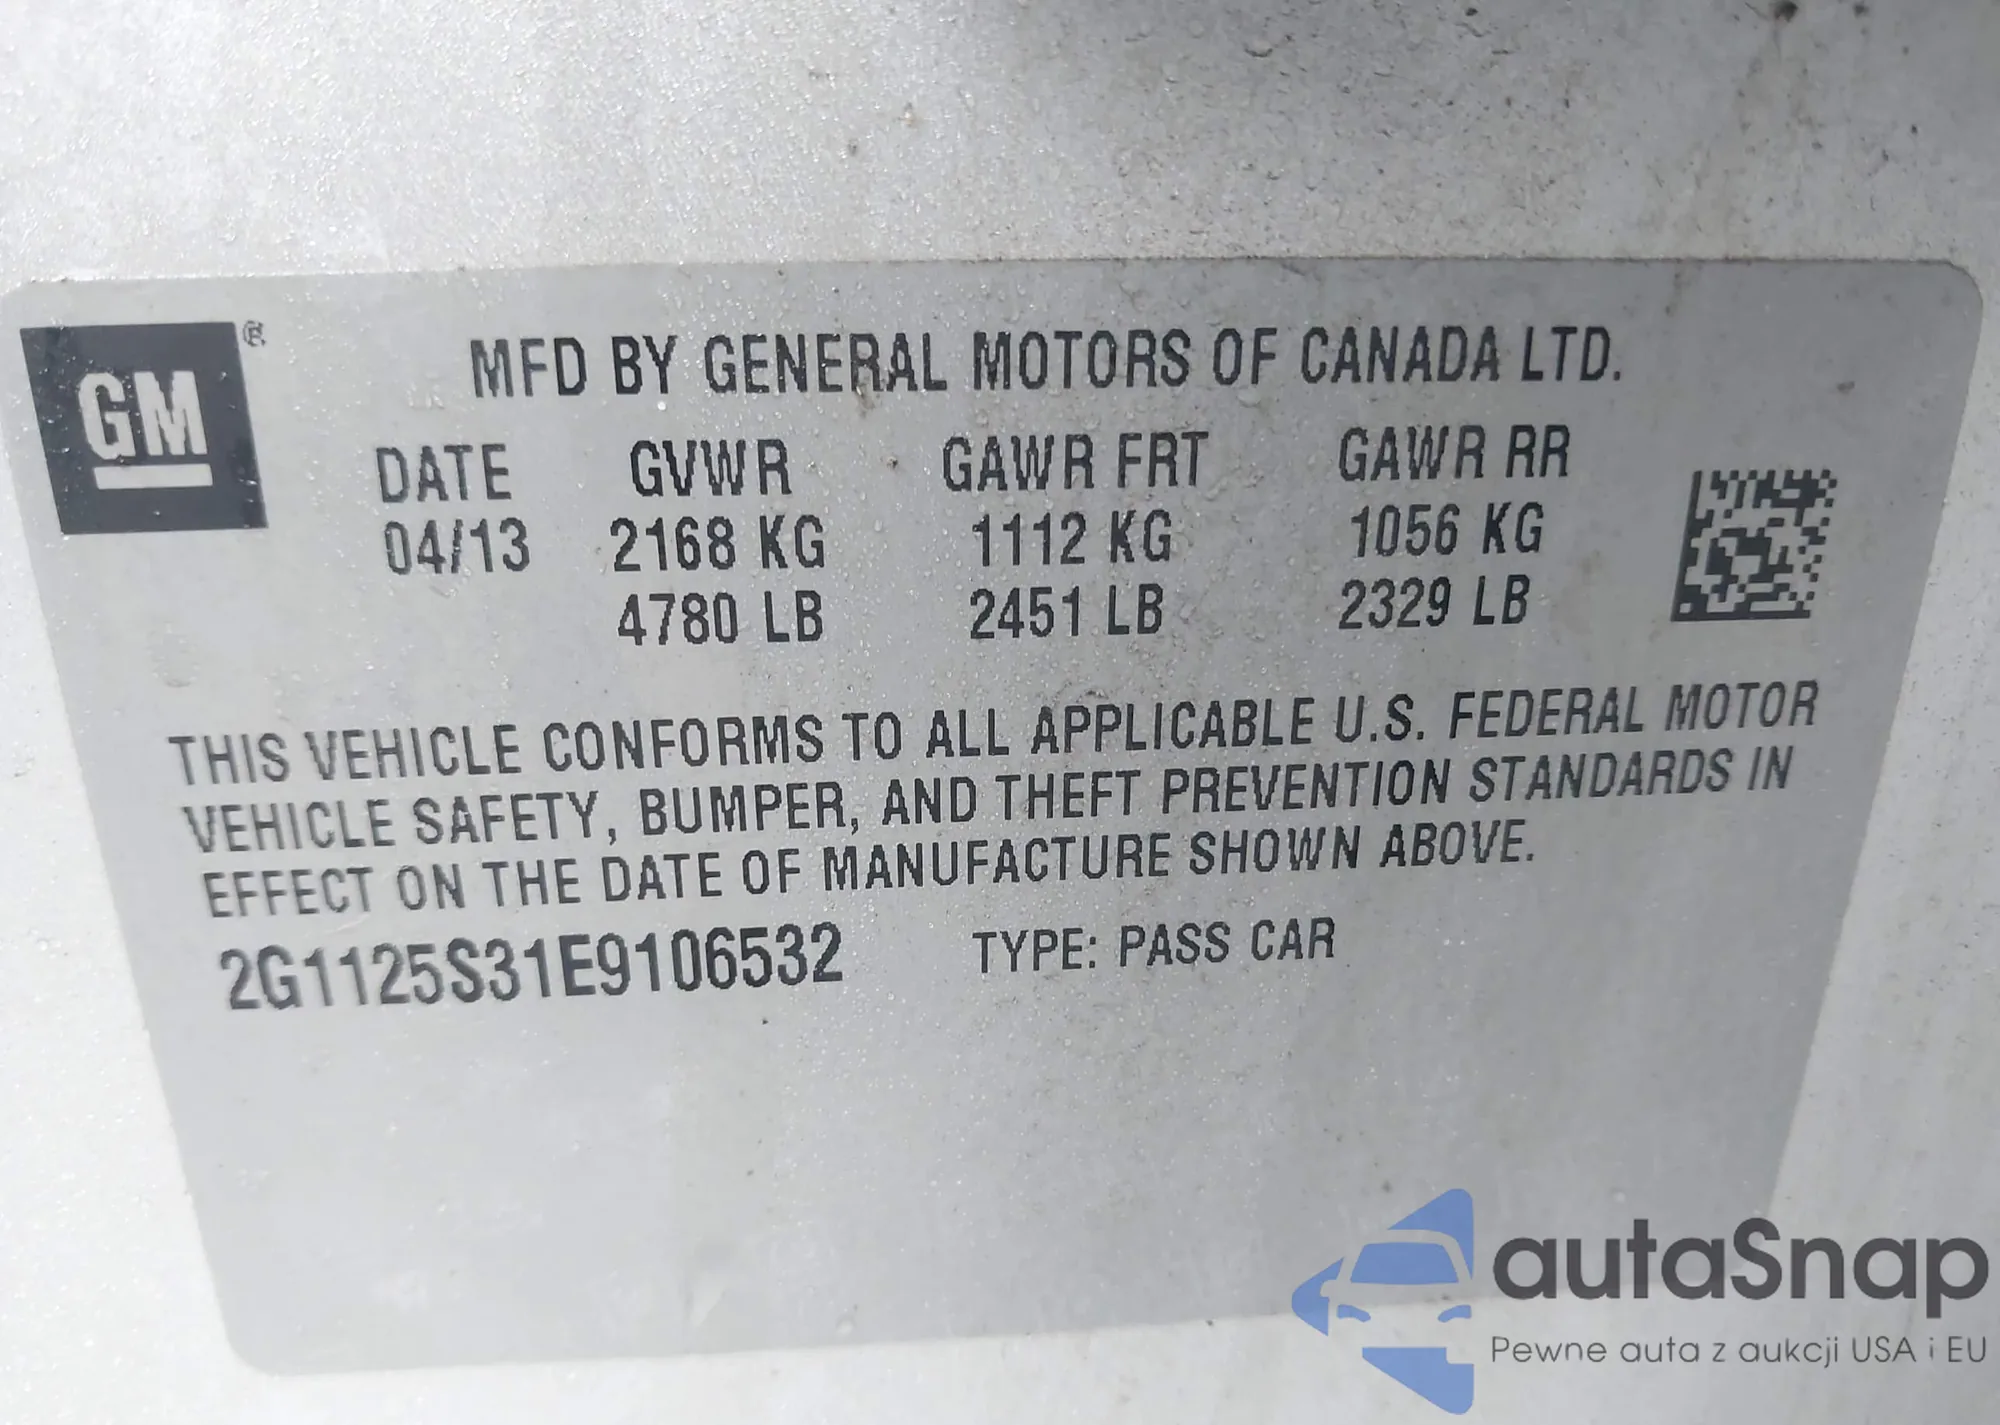 GM ®
MFD BY GENERAL MOTORS OF CANADA LTD.
DATE GVWR GAWR FRT GAWR RR
04/13 2168 KG 1112 KG 1056 KG
4780 LB 2451 LB 2329 LB
THIS VEHICLE CONFORMS TO ALL APPLICABLE U.S. FEDERAL MOTOR
VEHICLE SAFETY, BUMPER, AND THEFT PREVENTION STANDARDS IN
EFFECT ON THE DATE OF MANUFACTURE SHOWN ABOVE.
2G1125S31E9106532 TYPE: PASS CAR
autaSnap
Pewne auta z aukcji USA i EU